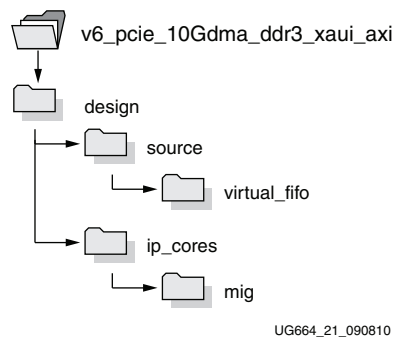 v6_pcie_10Gdma_ddr3_xaui_axi
design
source
virtual_fifo
ip_cores
mig
UG664_21_090810